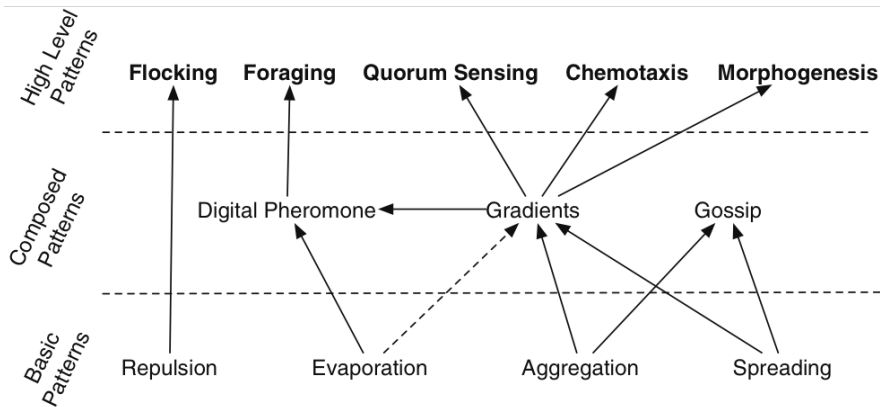 High Level
Patterns
Flocking Foraging Quorum Sensing Chemotaxis Morphogenesis
Composed
Patterns
Digital Pheromone Gradients Gossip
Basic
Patterns
Repulsion Evaporation Aggregation Spreading